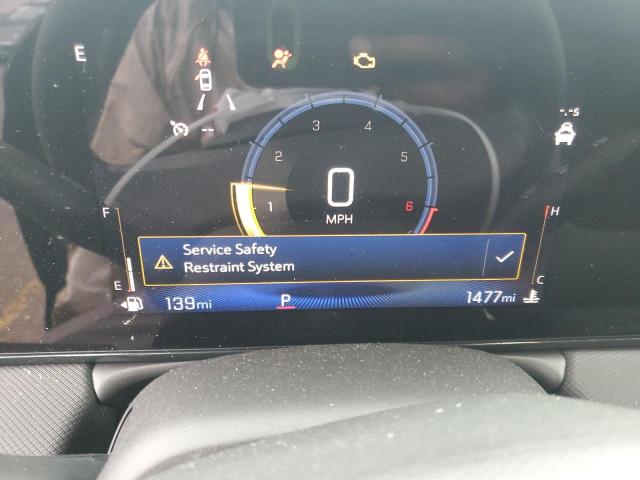 E
-.-s
--
3 4
2 5
1 6
0
MPH
F H
Service Safety
Restraint System
E C
139mi P 1477mi